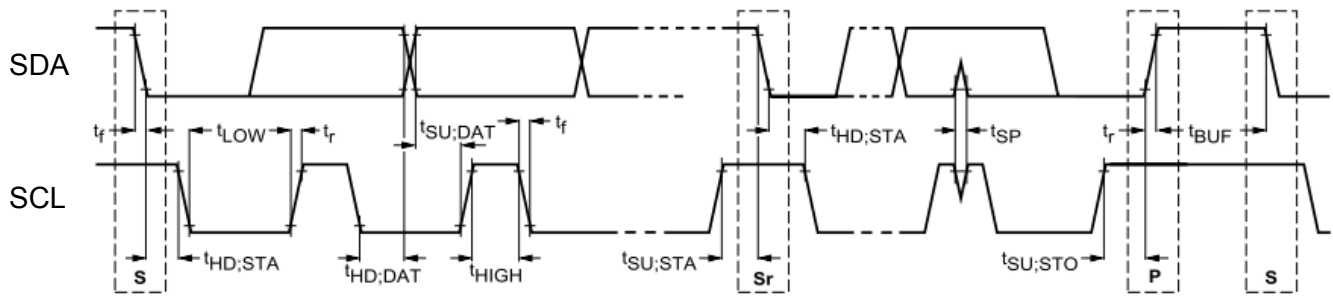 SDA
t_f t_LOW t_r t_SU;DAT t_f t_HD;STA t_SP t_r t_BUF
SCL
t_HD;STA t_HD;DAT t_HIGH t_SU;STA t_SU;STO
S Sr P S